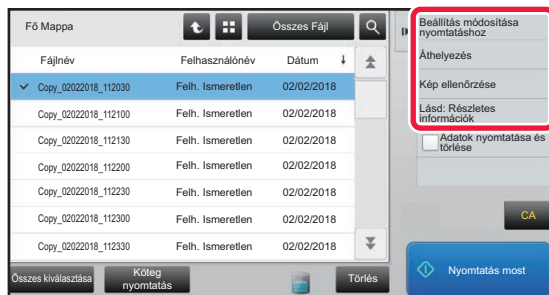 Fő Mappa
Összes Fájl
Fájlnév Felhasználónév Dátum
Copy_02022018_112030 Felh. Ismeretlen 02/02/2018
Copy_02022018_112100 Felh. Ismeretlen 02/02/2018
Copy_02022018_112130 Felh. Ismeretlen 02/02/2018
Copy_02022018_112200 Felh. Ismeretlen 02/02/2018
Copy_02022018_112230 Felh. Ismeretlen 02/02/2018
Copy_02022018_112300 Felh. Ismeretlen 02/02/2018
Copy_02022018_112330 Felh. Ismeretlen 02/02/2018
Összes kiválasztása
Köteg
nyomtatás
Törlés
Beállítás módosítása
nyomtatáshoz
Áthelyezés
Kép ellenőrzése
Lásd: Részletes
információk
Adatok nyomtatása és
törlése
CA
Nyomtatás most